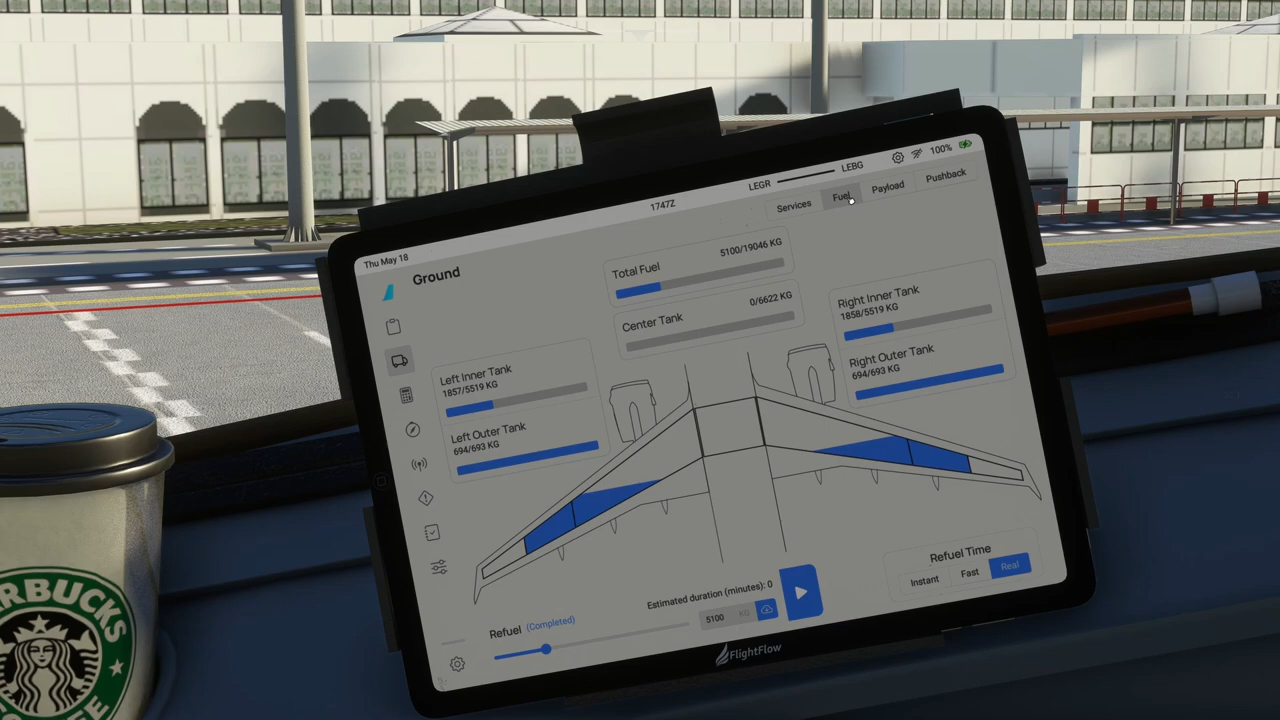 LEGR LEBG 100%
1747Z
Thu May 18
Ground
Services Fuel Payload Pushback
Total Fuel 5100/19046 KG
Center Tank 0/6622 KG
Left Inner Tank
1857/5519 KG
Left Outer Tank
694/693 KG
Right Inner Tank
1858/5519 KG
Right Outer Tank
694/693 KG
Refuel (Completed)
Estimated duration (minutes): 0
5100 KG
Refuel Time
Instant Fast Real
FlightFlow
RBUCKS